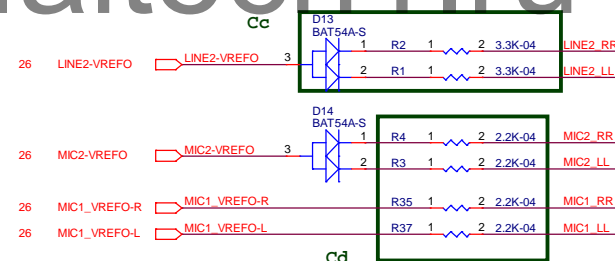 Cc
D13
BAT54A-S
26 LINE2-VREFO LINE2-VREFO 3 1 R2 1 2 3.3K-04 LINE2_RR
2 R1 1 2 3.3K-04 LINE2_LL
D14
BAT54A-S
1 R4 1 2 2.2K-04 MIC2_RR
26 MIC2-VREFO MIC2-VREFO 3 2 R3 1 2 2.2K-04 MIC2_LL
26 MIC1_VREFO-R MIC1_VREFO-R R35 1 2 2.2K-04 MIC1_RR
26 MIC1_VREFO-L MIC1_VREFO-L R37 1 2 2.2K-04 MIC1_LL
Cd